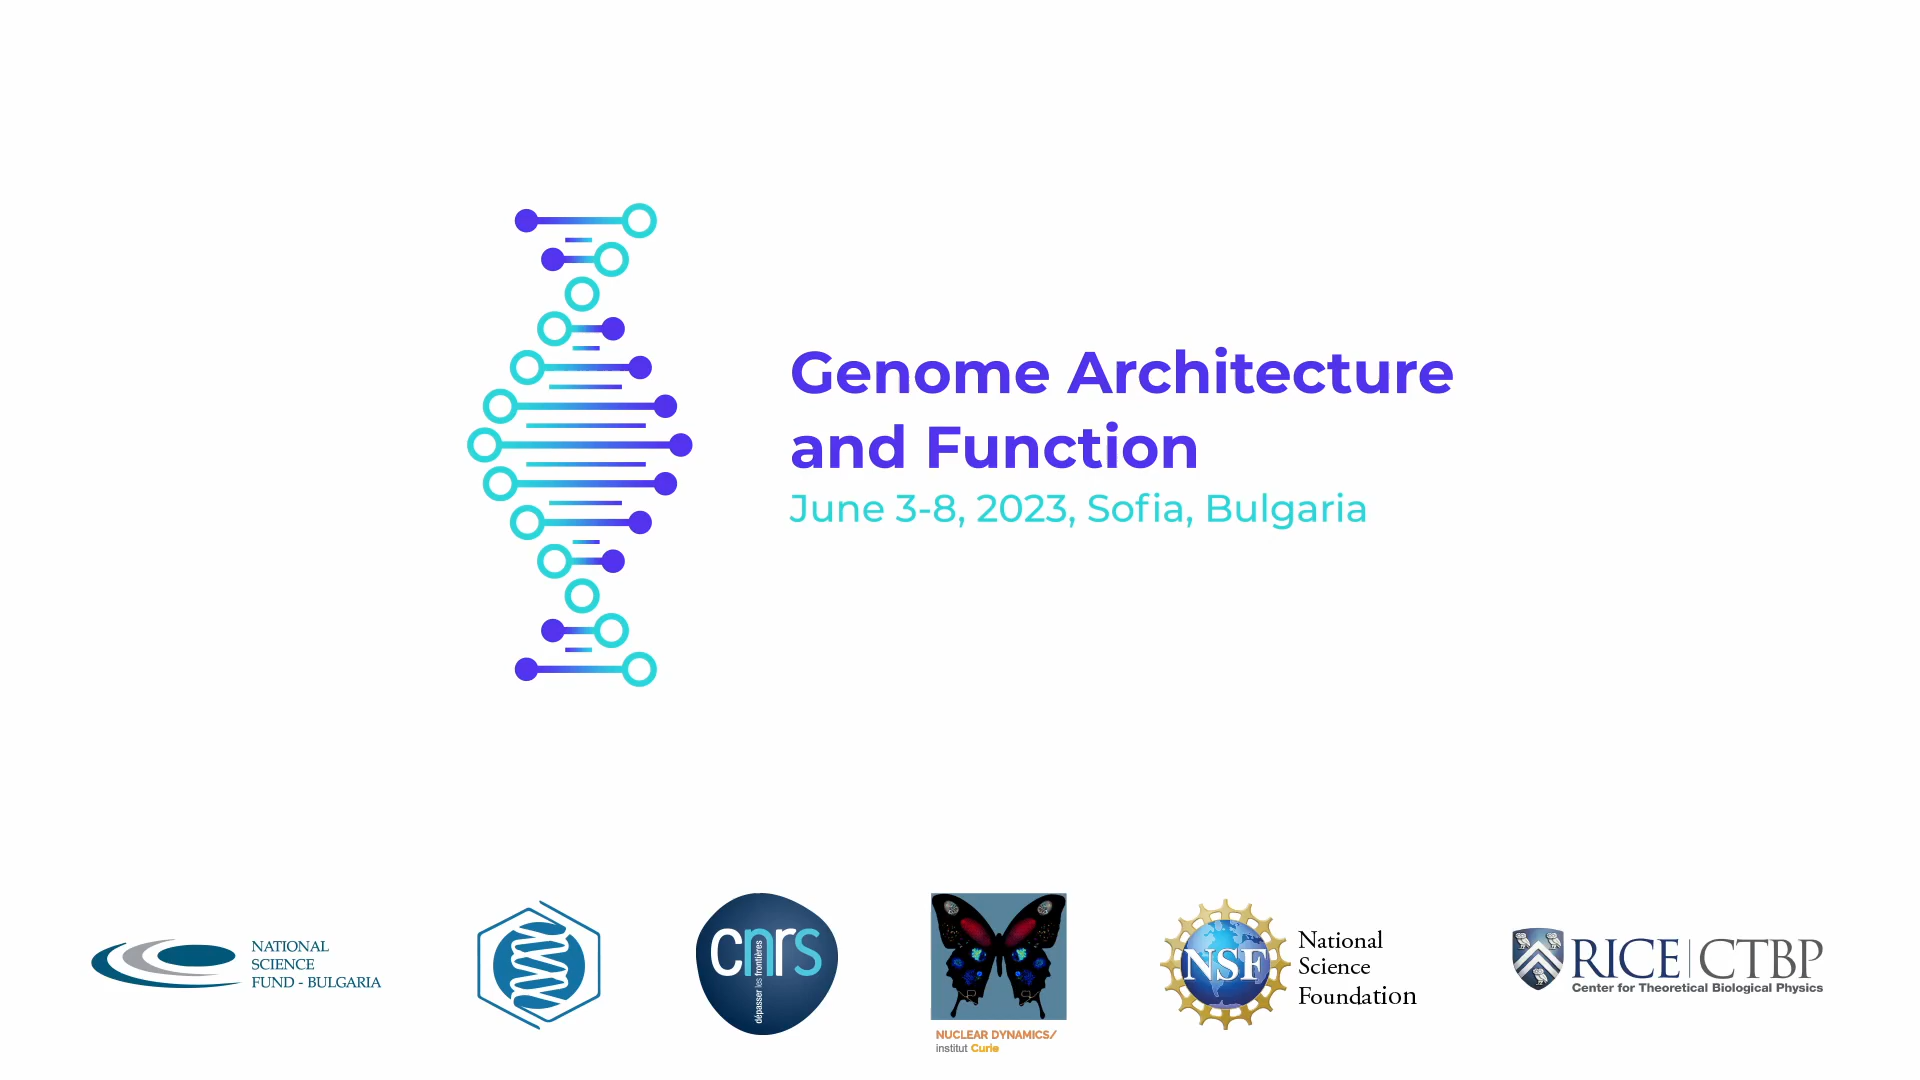 Genome Architecture
and Function
June 3-8, 2023, Sofia, Bulgaria
NATIONAL
SCIENCE
FUND - BULGARIA
cnrs
dépasser les frontières
NUCLEAR DYNAMICS/
institut Curie
NSF
National
Science
Foundation
RICE | CTBP
Center for Theoretical Biological Physics